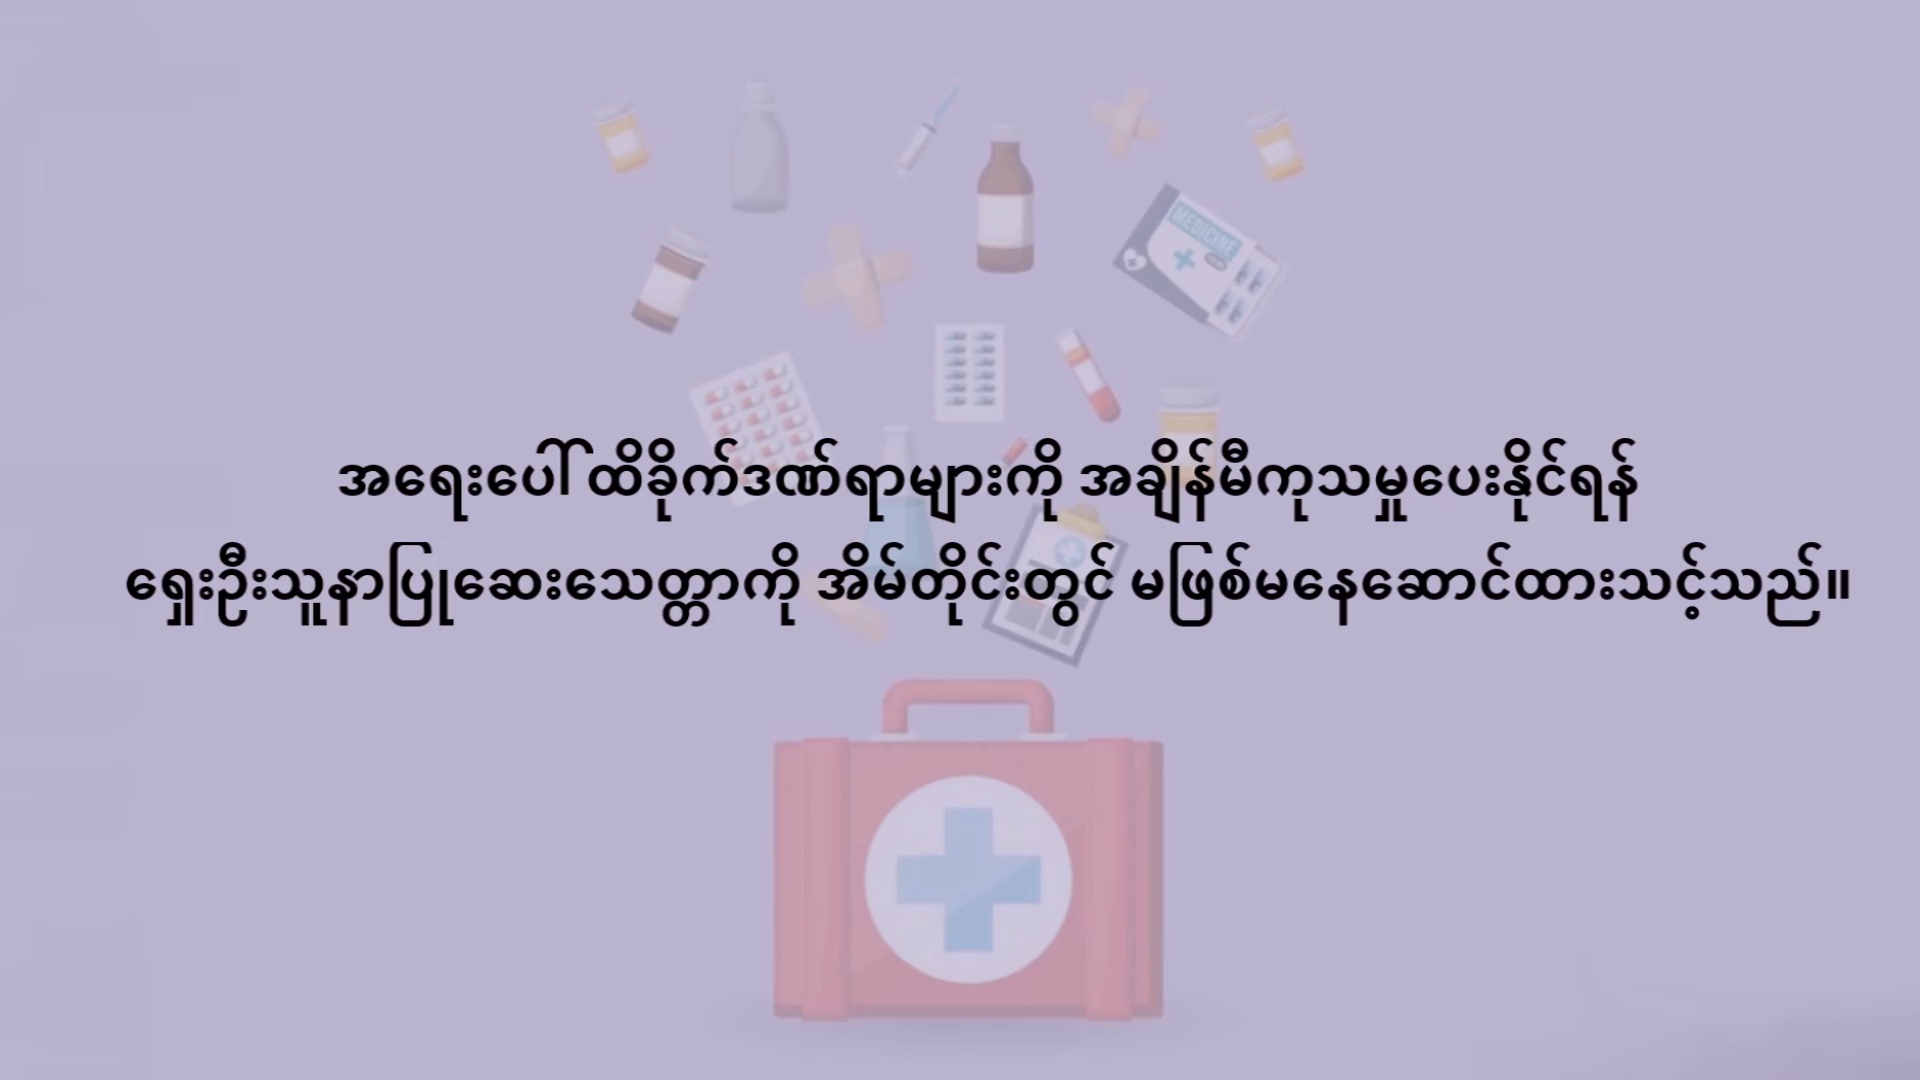 MEDICINE
အရေးပေါ် ထိခိုက်ဒဏ်ရာများကို အချိန်မီကုသမှုပေးနိုင်ရန်
ရှေးဦးသူနာပြုဆေးသေတ္တာကို အိမ်တိုင်းတွင် မဖြစ်မနေဆောင်ထားသင့်သည်။